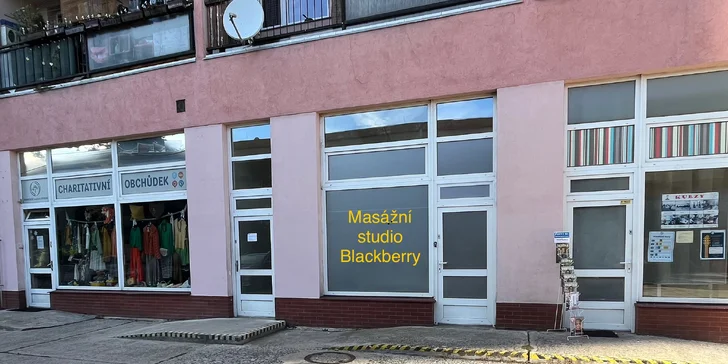 CHARITATIVNÍ OBCHŮDEK
Masážní
studio
Blackberry
KURZY